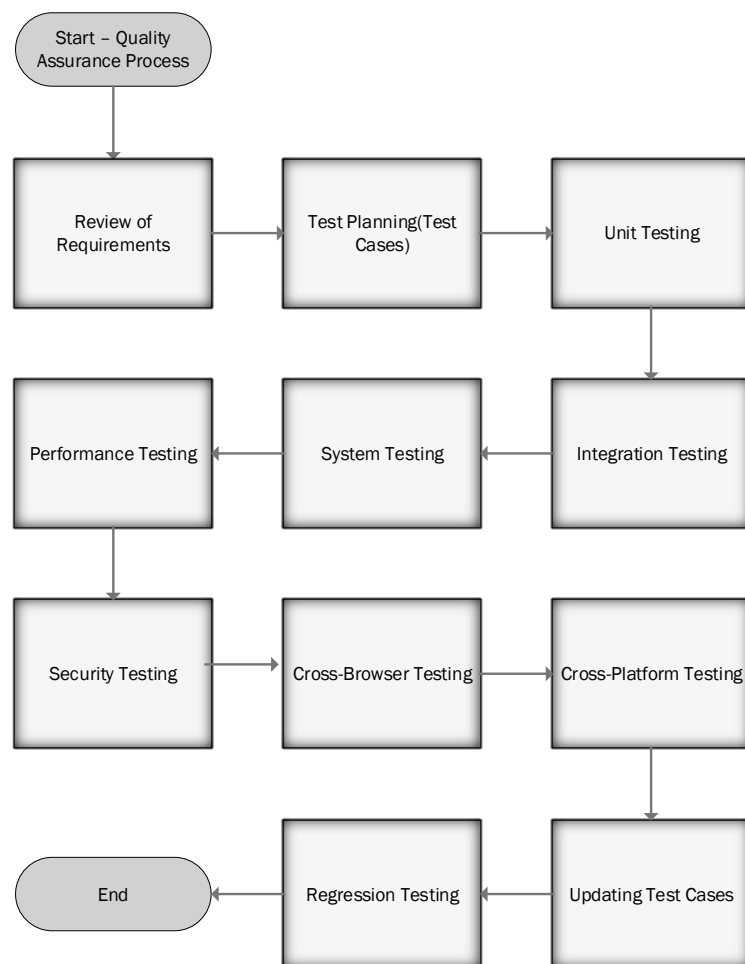 Start – Quality
Assurance Process
Review of
Requirements
Test Planning(Test
Cases)
Unit Testing
Integration Testing
System Testing
Performance Testing
Security Testing
Cross-Browser Testing
Cross-Platform Testing
Updating Test Cases
Regression Testing
End